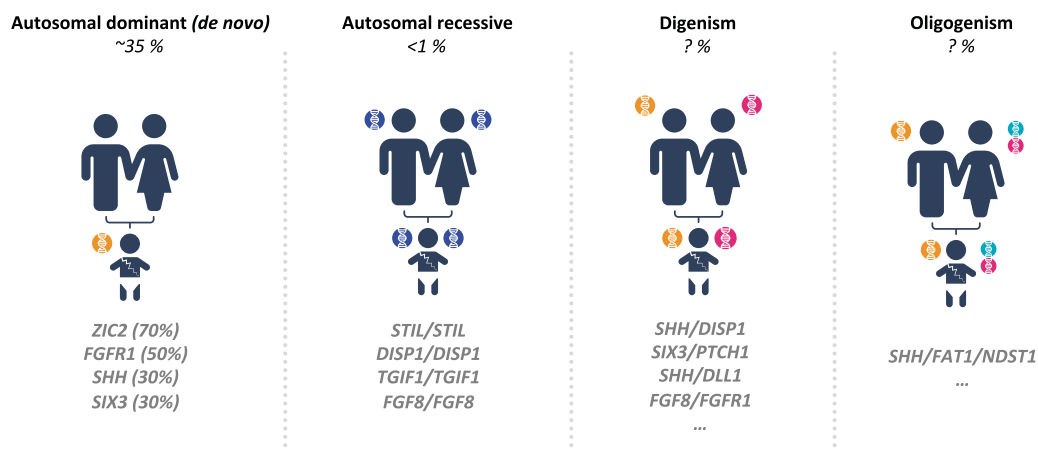 Autosomal dominant (de novo)
~35 %
ZIC2 (70%)
FGFR1 (50%)
SHH (30%)
SIX3 (30%)
Autosomal recessive
<1 %
STIL/STIL
DISP1/DISP1
TGIF1/TGIF1
FGF8/FGF8
Digenism
? %
SHH/DISP1
SIX3/PTCH1
SHH/DLL1
FGF8/FGFR1
…
Oligogenism
? %
SHH/FAT1/NDST1
…